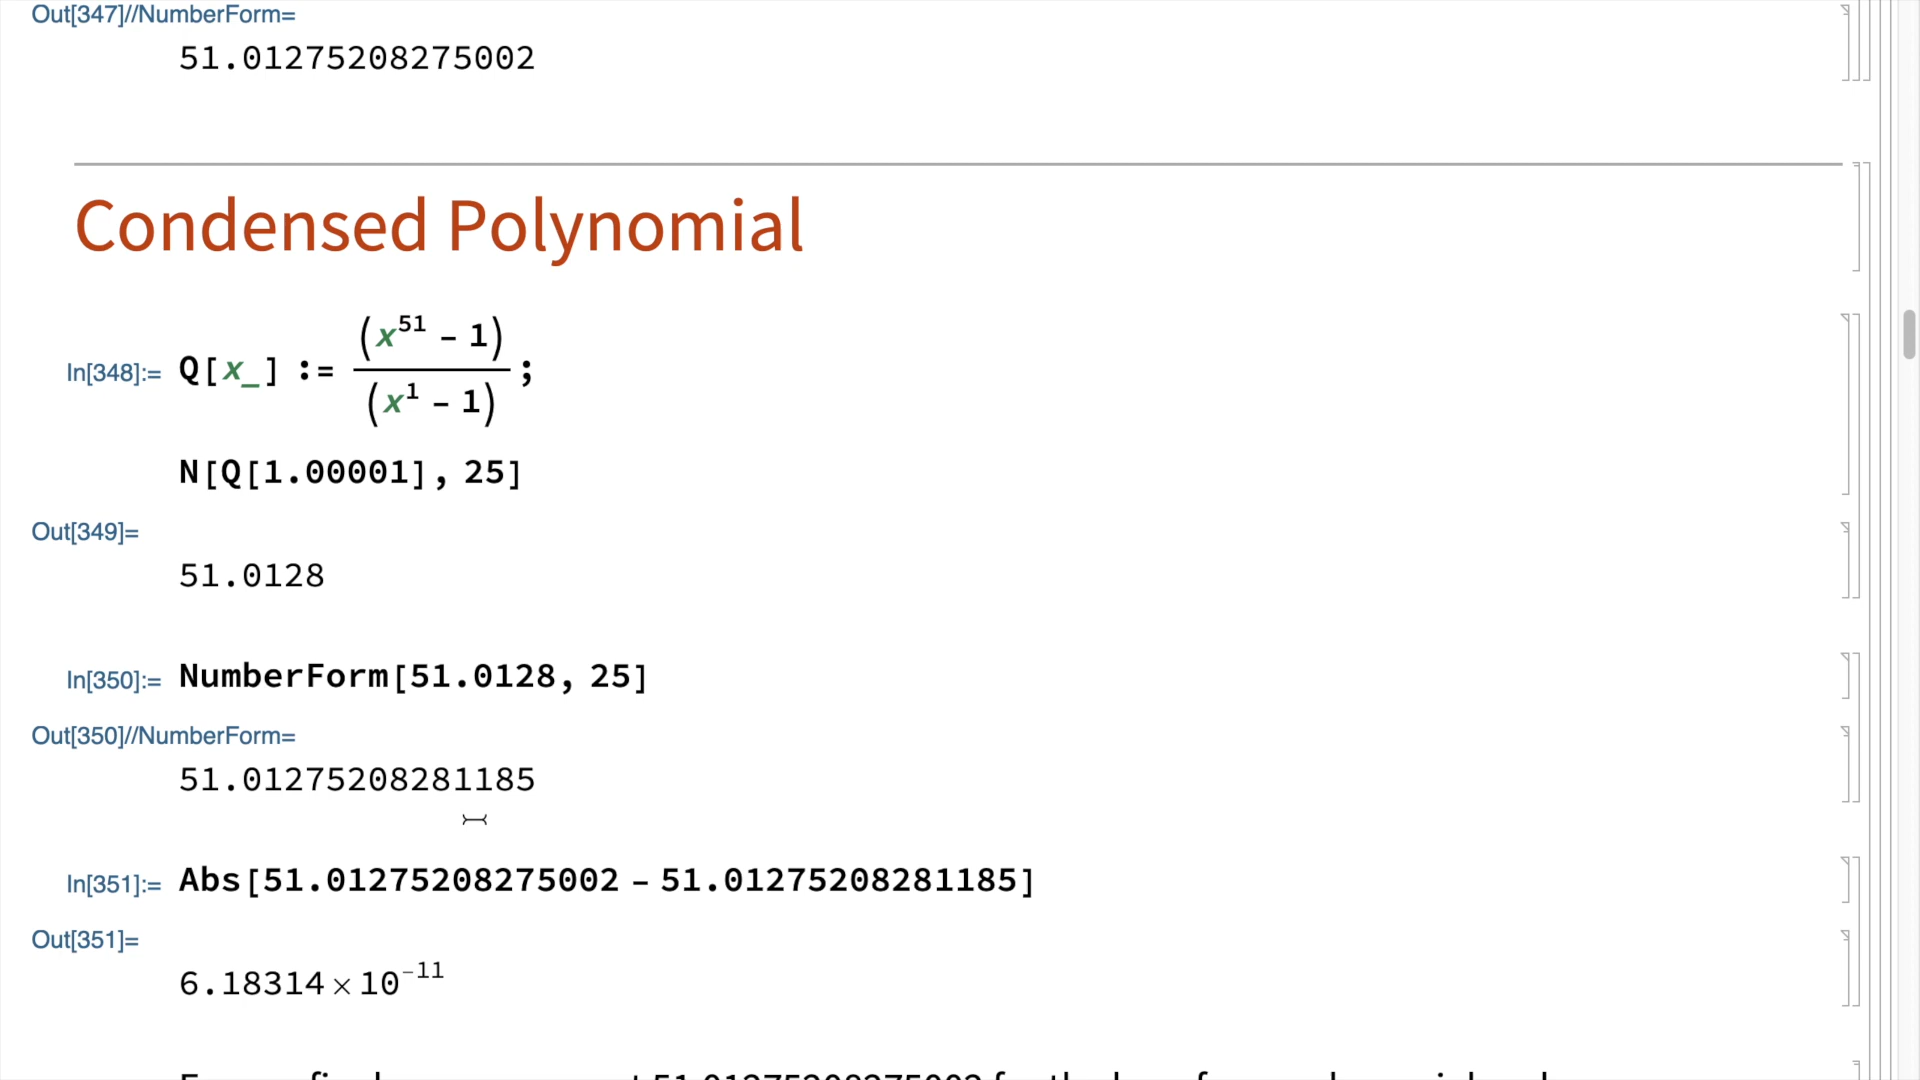 Out[347]//NumberForm=
51.01275208275002
Condensed Polynomial
In[348]:= Q[x_] := (x^51 – 1) / (x^1 – 1) ;
N[Q[1.00001], 25]
Out[349]=
51.0128
In[350]:= NumberForm[51.0128, 25]
Out[350]//NumberForm=
51.01275208281185
In[351]:= Abs[51.01275208275002 – 51.01275208281185]
Out[351]=
6.18314 × 10^-11